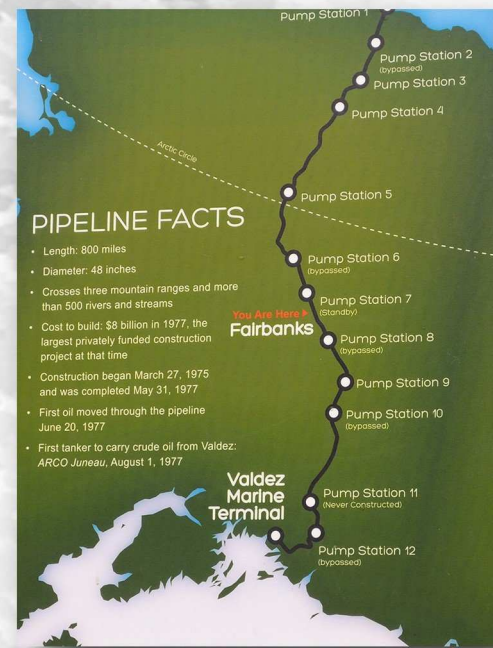 Pump Station 1
Pump Station 2
(bypassed)
Pump Station 3
Pump Station 4
Arctic Circle
Pump Station 5
PIPELINE FACTS
• Length: 800 miles
• Diameter: 48 inches
• Crosses three mountain ranges and more
than 500 rivers and streams
• Cost to build: $8 billion in 1977, the
largest privately funded construction
project at that time
• Construction began March 27, 1975
and was completed May 31, 1977
• First oil moved through the pipeline
June 20, 1977
• First tanker to carry crude oil from Valdez:
ARCO Juneau, August 1, 1977
Pump Station 6
(bypassed)
Pump Station 7
(Standby)
You Are Here
Fairbanks
Pump Station 8
(bypassed)
Pump Station 9
Pump Station 10
(bypassed)
Valdez
Marine
Terminal
Pump Station 11
(Never Constructed)
Pump Station 12
(bypassed)